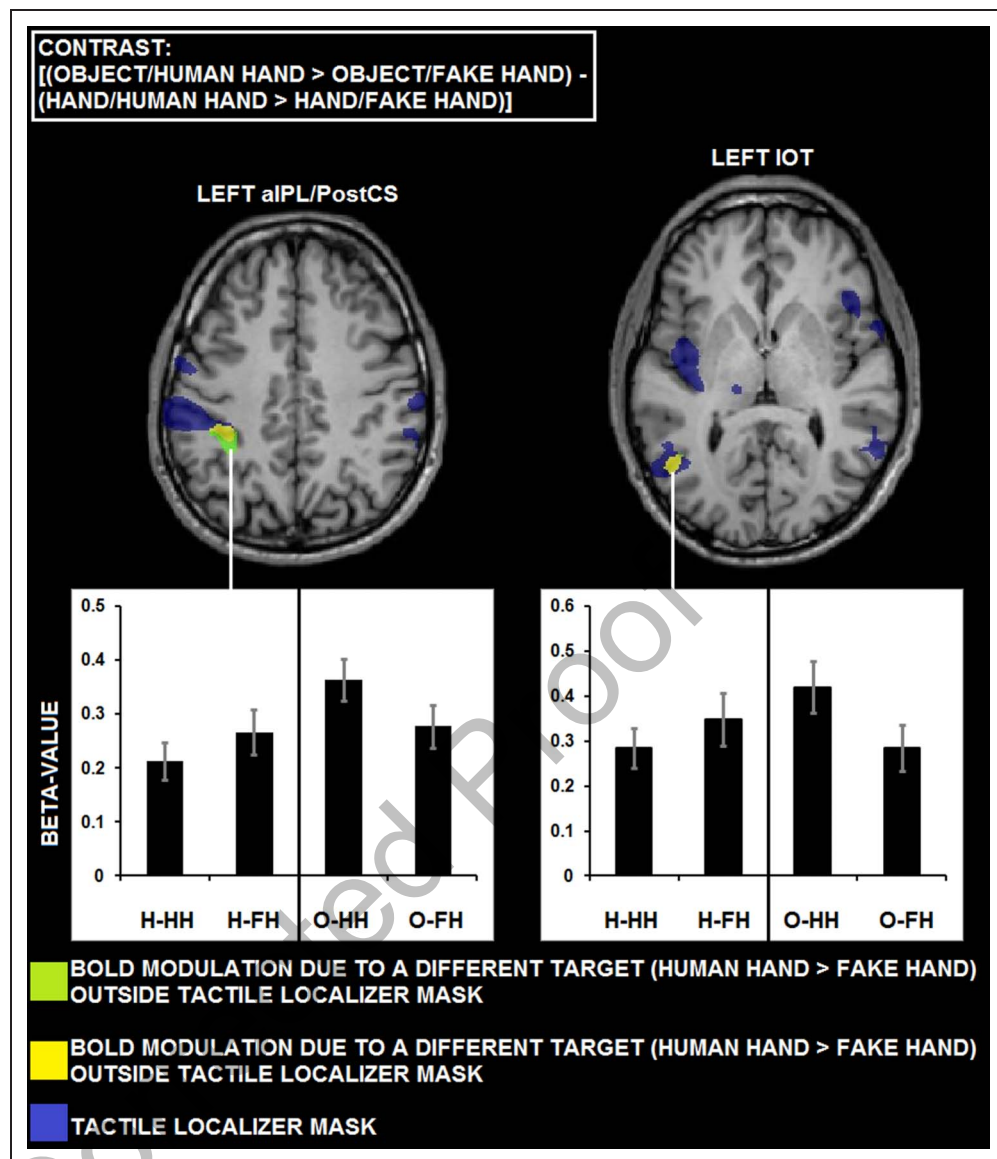 CONTRAST:
[(OBJECT/HUMAN HAND > OBJECT/FAKE HAND) -
(HAND/HUMAN HAND > HAND/FAKE HAND)]
LEFT aIPL/PostCS
LEFT IOT
BETA-VALUE
0.5
0.4
0.3
0.2
0.1
0
H-HH H-FH O-HH O-FH
0.6
0.5
0.4
0.3
0.2
0.1
0
H-HH H-FH O-HH O-FH
BOLD MODULATION DUE TO A DIFFERENT TARGET (HUMAN HAND > FAKE HAND)
OUTSIDE TACTILE LOCALIZER MASK
BOLD MODULATION DUE TO A DIFFERENT TARGET (HUMAN HAND > FAKE HAND)
OUTSIDE TACTILE LOCALIZER MASK
TACTILE LOCALIZER MASK